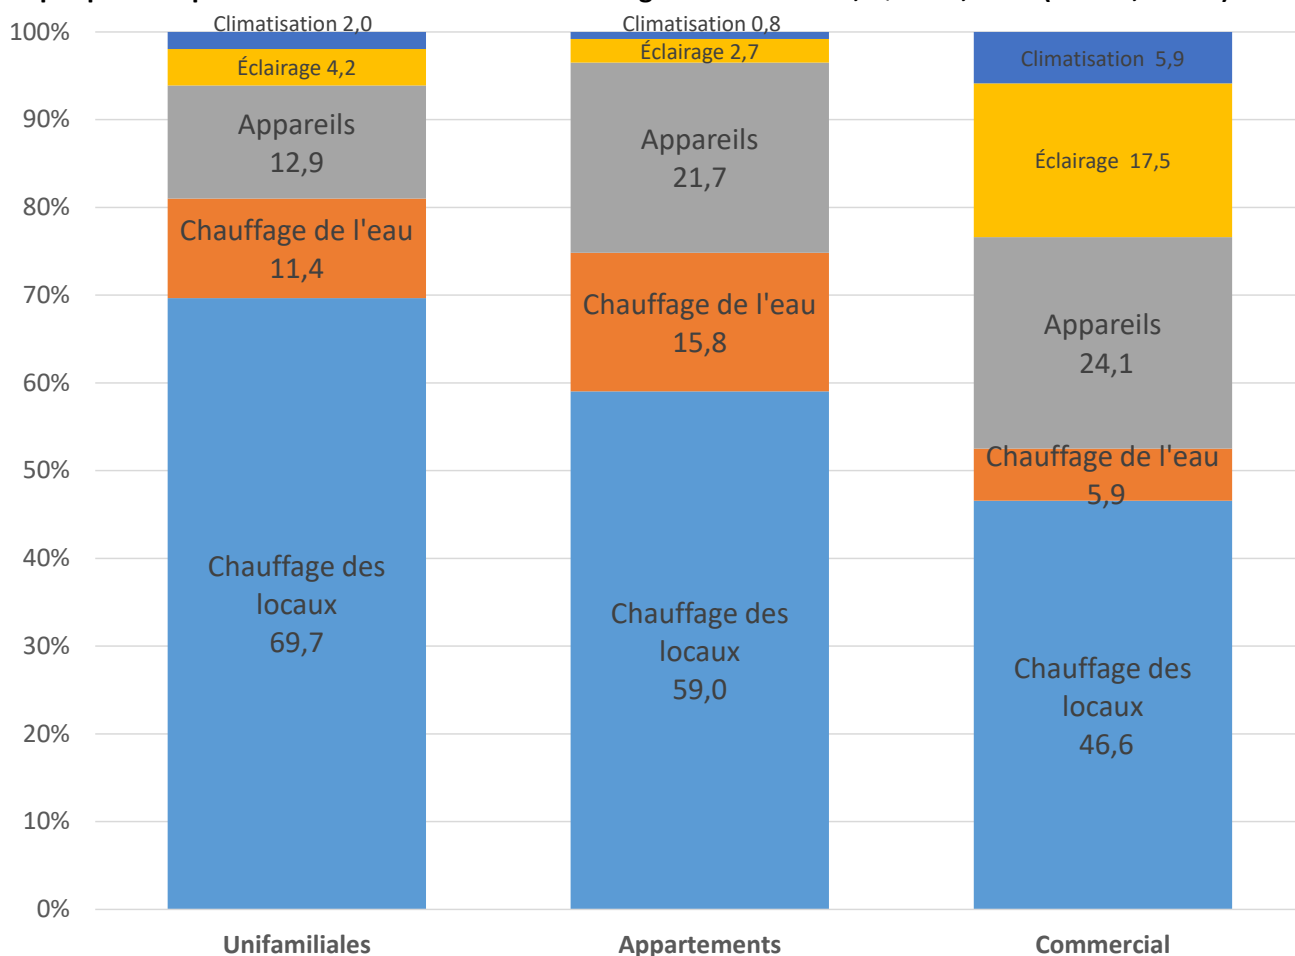 100%
90%
80%
70%
60%
50%
40%
30%
20%
10%
0%
Climatisation 2,0
Éclairage 4,2
Appareils
12,9
Chauffage de l'eau
11,4
Chauffage des
locaux
69,7
Unifamiliales
Climatisation 0,8
Éclairage 2,7
Appareils
21,7
Chauffage de l'eau
15,8
Chauffage des
locaux
59,0
Appartements
Climatisation 5,9
Éclairage 17,5
Appareils
24,1
Chauffage de l'eau
5,9
Chauffage des
locaux
46,6
Commercial